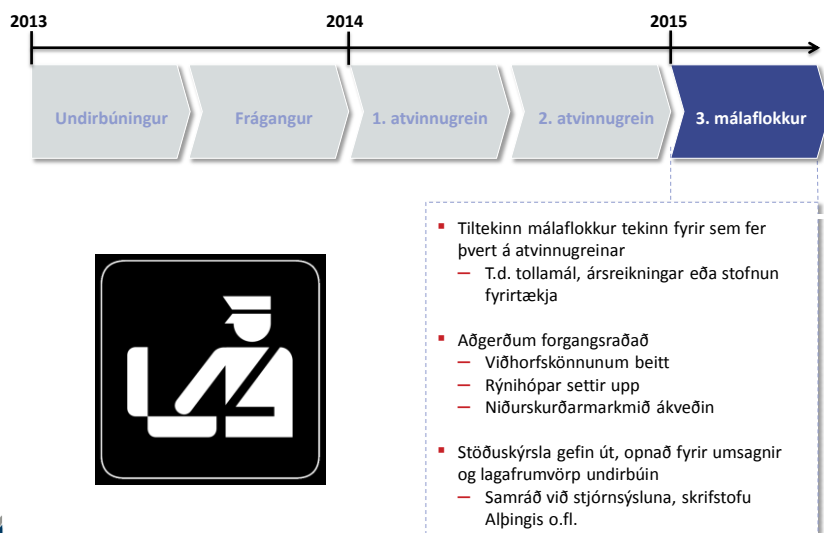 2013 2014 2015
Undirbúningur Frágangur 1. atvinnugrein 2. atvinnugrein 3. málaflokkur
▪ Tiltekinn málaflokkur tekinn fyrir sem fer
þvert á atvinnugreinar
— T.d. tollamál, ársreikningar eða stofnun
fyrirtækja
▪ Aðgerðum forgangsraðað
— Viðhorfskönnunum beitt
— Rýnihópar settir upp
— Niðurskurðarmarkmið ákveðin
▪ Stöðuskýrsla gefin út, opnað fyrir umsagnir
og lagafrumvörp undirbúin
— Samráð við stjórnsýsluna, skrifstofu
Alþingis o.fl.